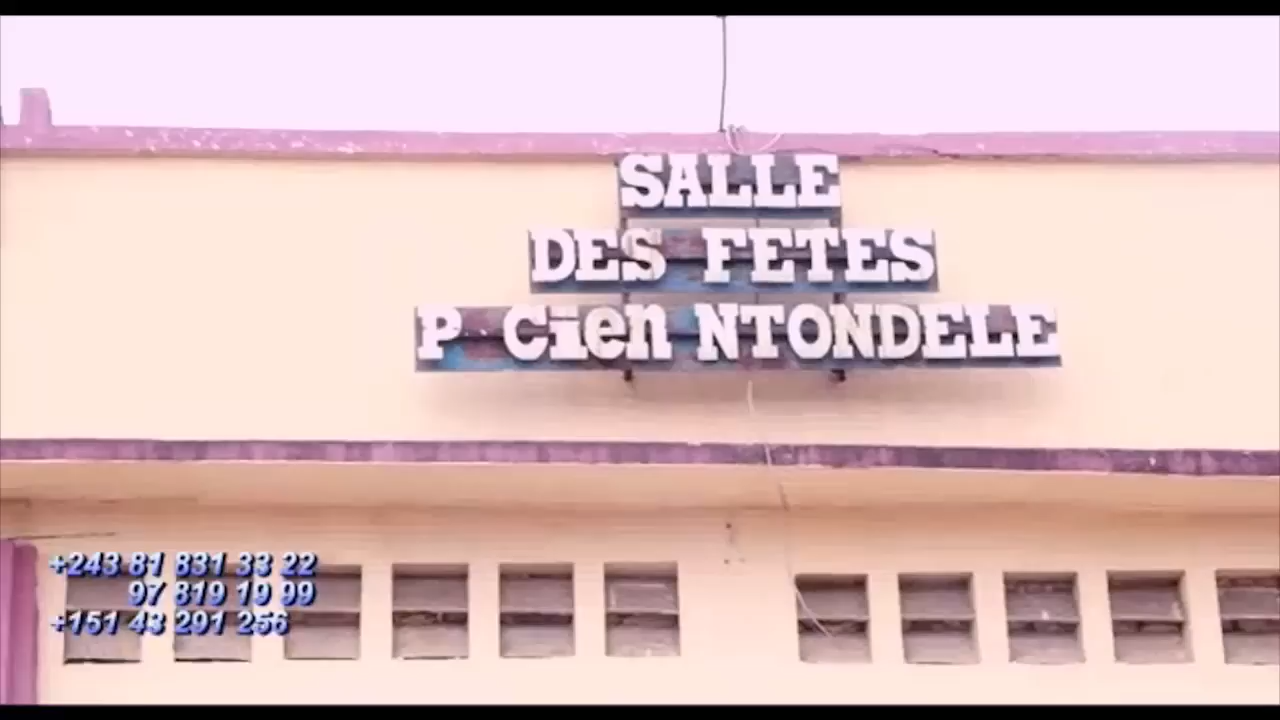 SALLE
DES FETES
P Cien NTONDELE
+243 81 831 33 22
97 819 19 99
+151 43 291 256